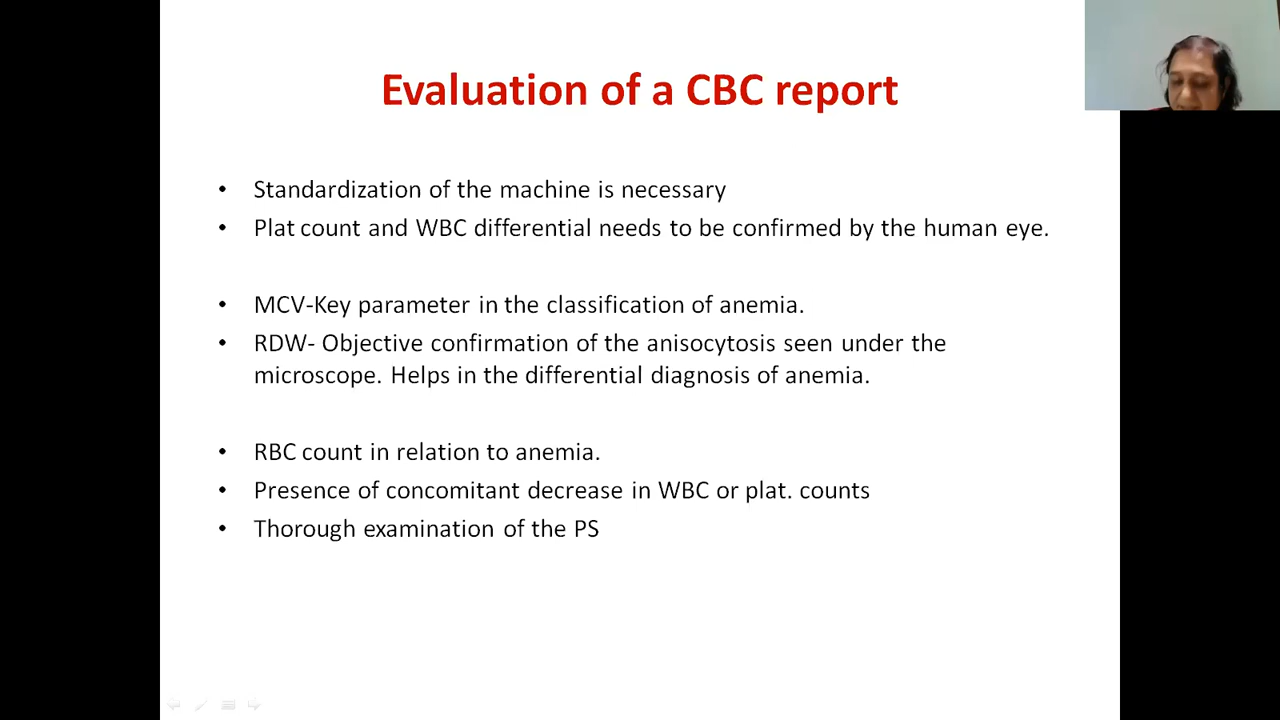 Evaluation of a CBC report
• Standardization of the machine is necessary
• Plat count and WBC differential needs to be confirmed by the human eye.
• MCV-Key parameter in the classification of anemia.
• RDW- Objective confirmation of the anisocytosis seen under the
microscope. Helps in the differential diagnosis of anemia.
• RBC count in relation to anemia.
• Presence of concomitant decrease in WBC or plat. counts
• Thorough examination of the PS